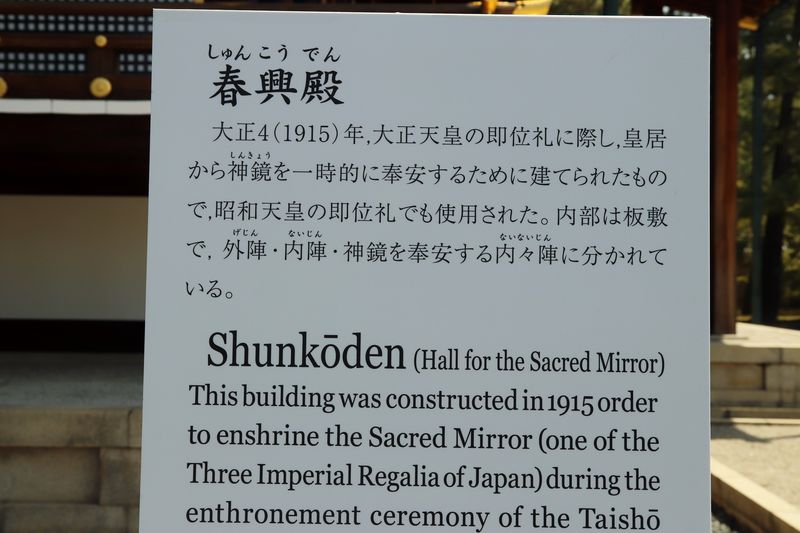 しゅんこうでん
春興殿
大正4(1915)年,大正天皇の即位礼に際し,皇居
しんきょう
から神鏡を一時的に奉安するために建てられたもの
で,昭和天皇の即位礼でも使用された。内部は板敷
げじん ないじん ないないじん
で, 外陣・内陣・神鏡を奉安する内々陣に分かれて
いる。
Shunkōden (Hall for the Sacred Mirror)
This building was constructed in 1915 order
to enshrine the Sacred Mirror (one of the
Three Imperial Regalia of Japan) during the
enthronement ceremony of the Taishō